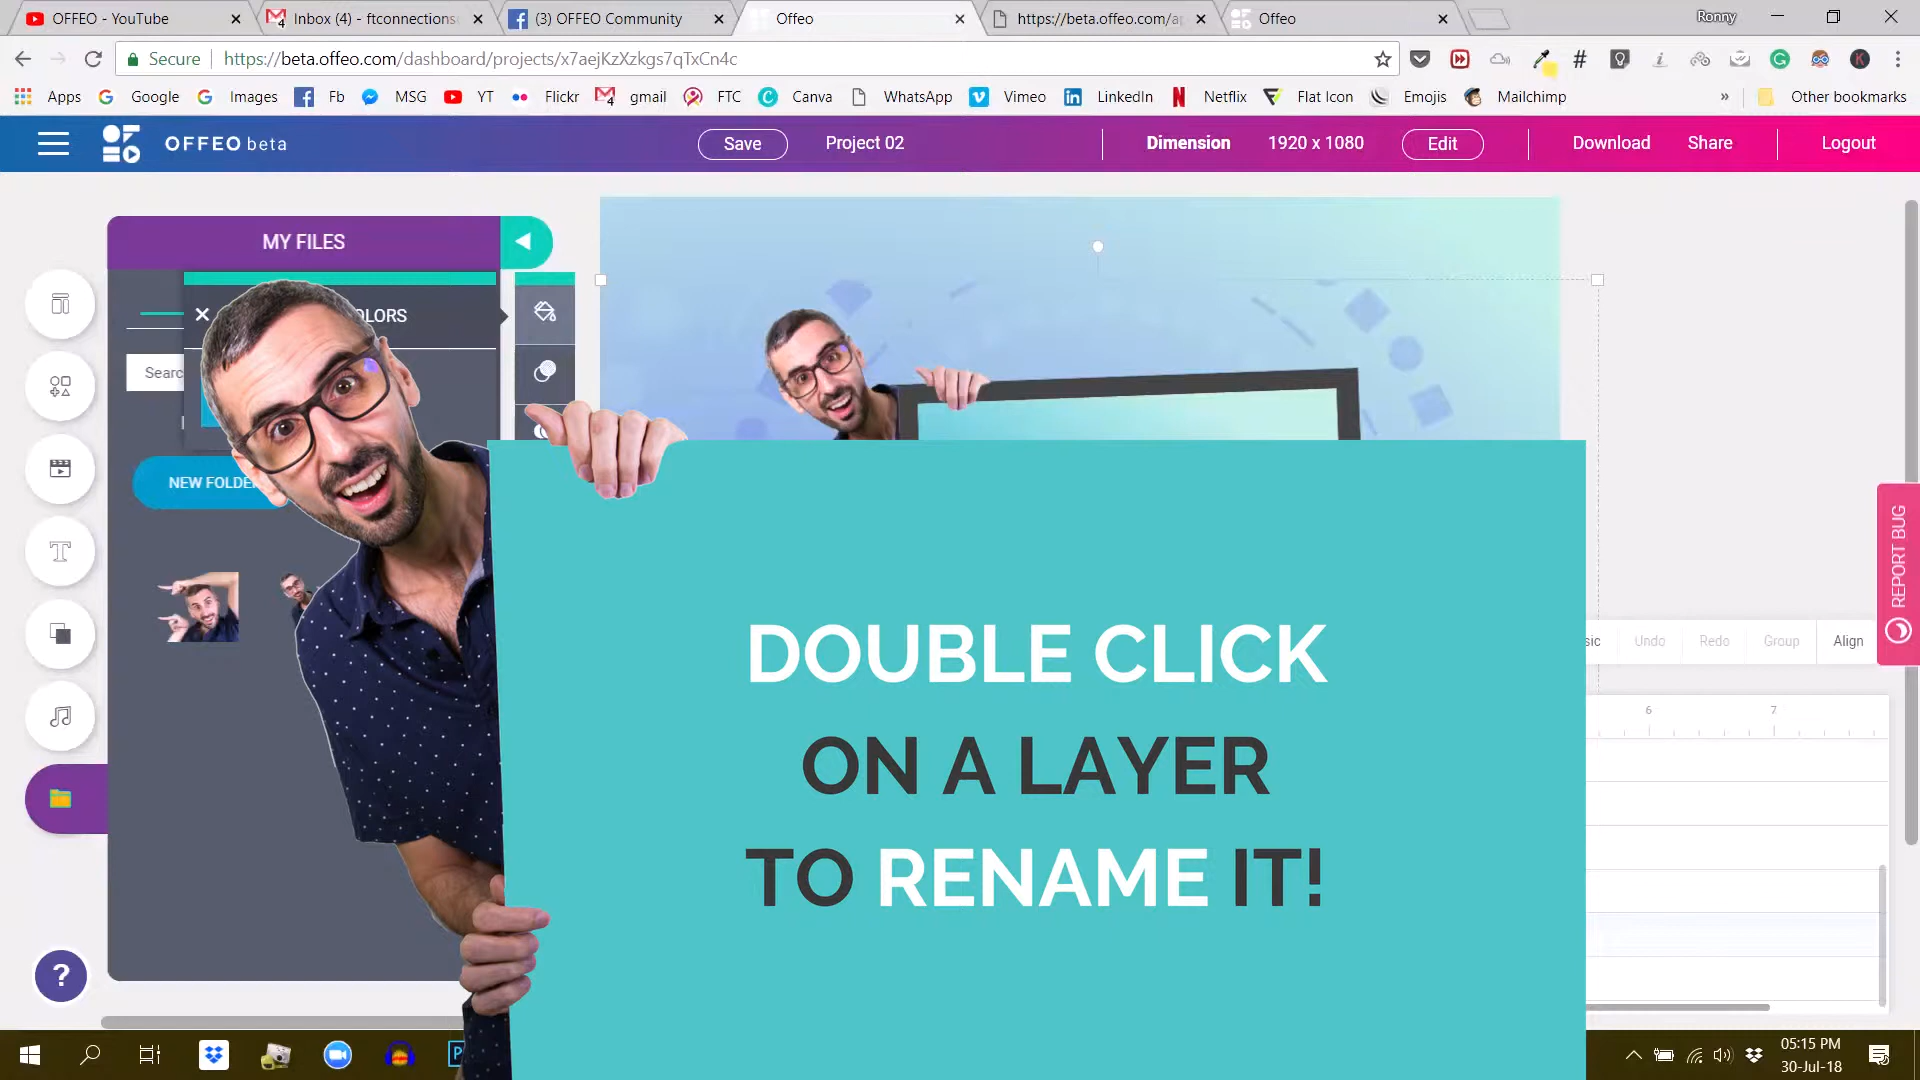 OFFEO - YouTube
Inbox (4) - ftconnections
(3) OFFEO Community
Offeo
https://beta.offeo.com/a
Offeo
Ronny
Secure
https://beta.offeo.com/dashboard/projects/x7aejKzXzkgs7qTxCn4c
Apps
Google
Images
Fb
MSG
YT
Flickr
gmail
FTC
Canva
WhatsApp
Vimeo
LinkedIn
Netflix
Flat Icon
Emojis
Mailchimp
»
Other bookmarks
OFFEO beta
Save
Project 02
Dimension
1920 x 1080
Edit
Download
Share
Logout
MY FILES
OLORS
Searc
NEW FOLDE
DOUBLE CLICK
ON A LAYER
TO RENAME IT!
REPORT BUG
sic
Undo
Redo
Group
Align
6
7
?
05:15 PM
30-Jul-18